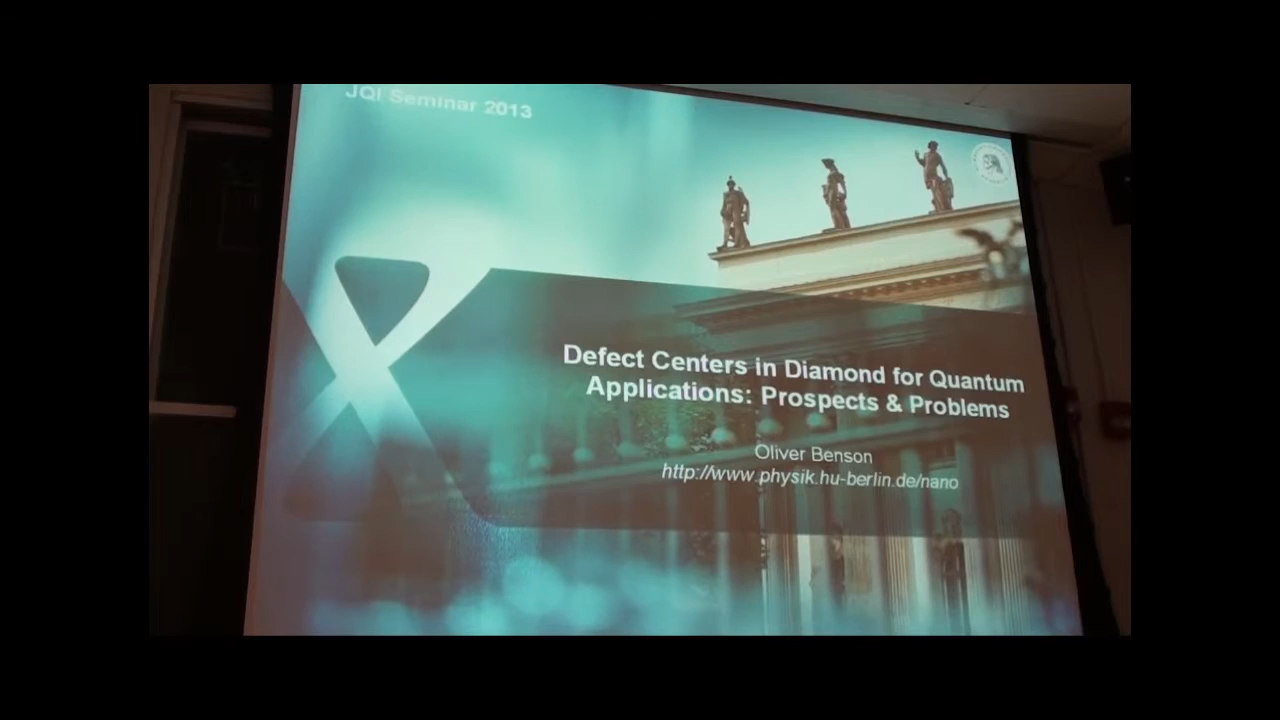 JQI Seminar 2013
Defect Centers in Diamond for Quantum
Applications: Prospects & Problems
Oliver Benson
http://www.physik.hu-berlin.de/nano